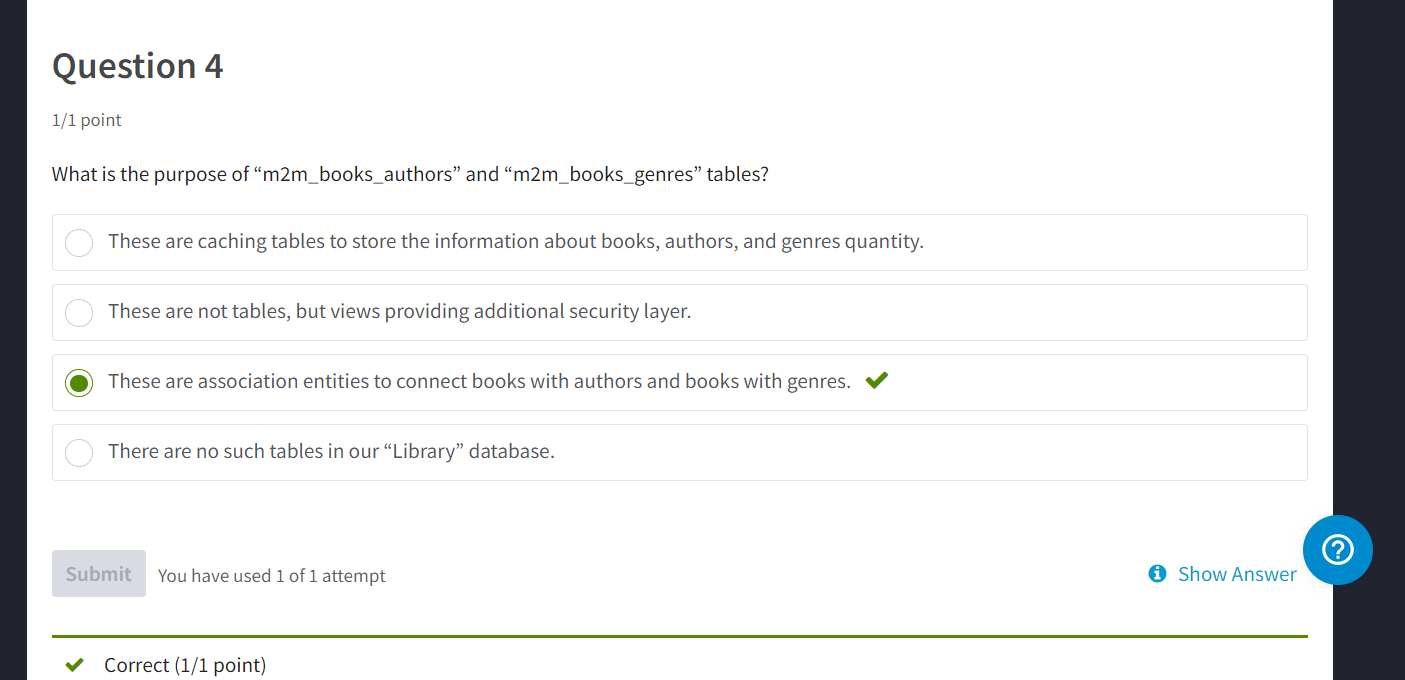 Question 4
1/1 point
What is the purpose of “m2m_books_authors” and “m2m_books_genres” tables?
These are caching tables to store the information about books, authors, and genres quantity.
These are not tables, but views providing additional security layer.
These are association entities to connect books with authors and books with genres.
There are no such tables in our “Library” database.
Submit
You have used 1 of 1 attempt
Show Answer
Correct (1/1 point)